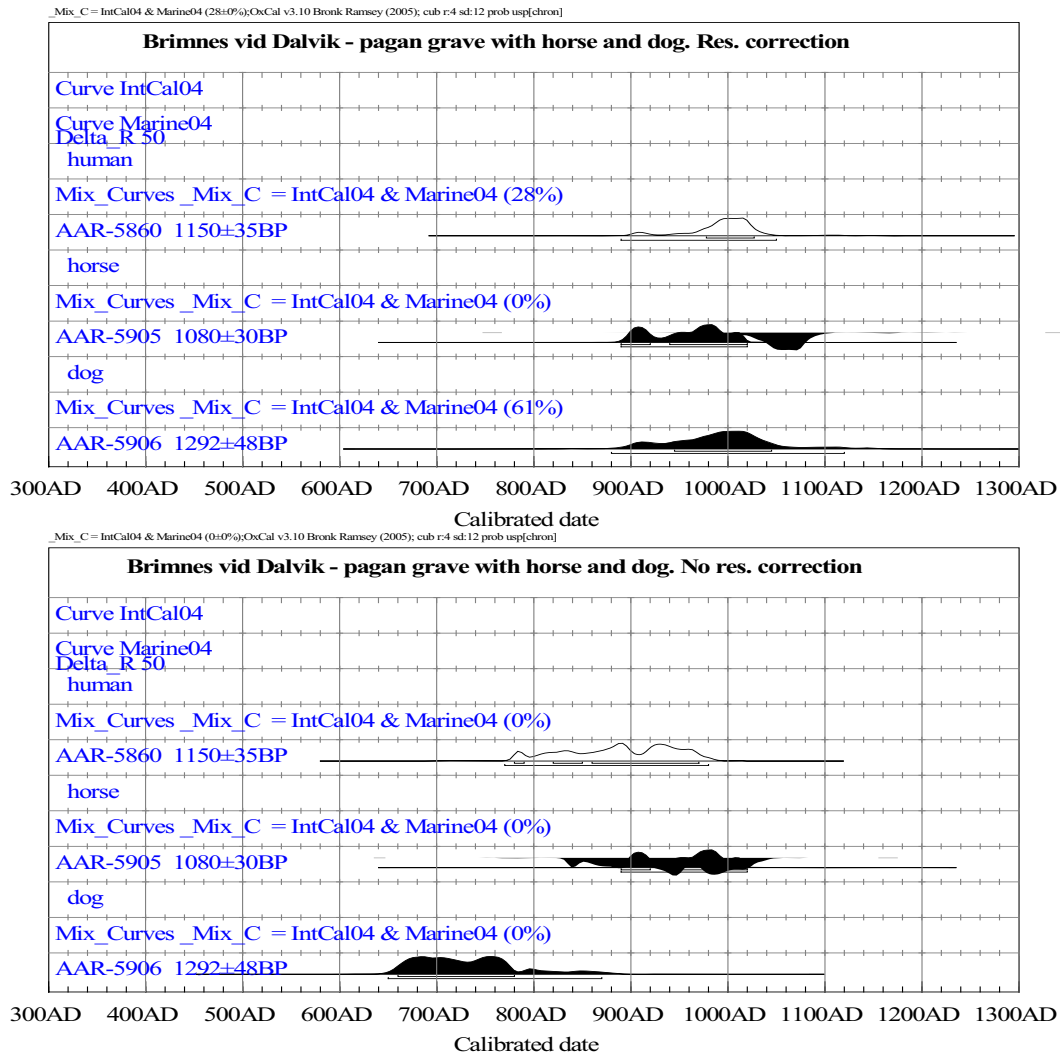 _Mix_C = IntCal04 & Marine04 (28±0%);OxCal v3.10 Bronk Ramsey (2005); cub r:4 sd:12 prob usp[chron]
Brimnes vid Dalvik - pagan grave with horse and dog. Res. correction
Curve IntCal04
Curve Marine04
Delta_R 50
human
Mix_Curves _Mix_C = IntCal04 & Marine04 (28%)
AAR-5860 1150±35BP
horse
Mix_Curves _Mix_C = IntCal04 & Marine04 (0%)
AAR-5905 1080±30BP
dog
Mix_Curves _Mix_C = IntCal04 & Marine04 (61%)
AAR-5906 1292±48BP
300AD 400AD 500AD 600AD 700AD 800AD 900AD 1000AD 1100AD 1200AD 1300AD
Calibrated date
_Mix_C = IntCal04 & Marine04 (0±0%);OxCal v3.10 Bronk Ramsey (2005); cub r:4 sd:12 prob usp[chron]
Brimnes vid Dalvik - pagan grave with horse and dog. No res. correction
Curve IntCal04
Curve Marine04
Delta_R 50
human
Mix_Curves _Mix_C = IntCal04 & Marine04 (0%)
AAR-5860 1150±35BP
horse
Mix_Curves _Mix_C = IntCal04 & Marine04 (0%)
AAR-5905 1080±30BP
dog
Mix_Curves _Mix_C = IntCal04 & Marine04 (0%)
AAR-5906 1292±48BP
300AD 400AD 500AD 600AD 700AD 800AD 900AD 1000AD 1100AD 1200AD 1300AD
Calibrated date